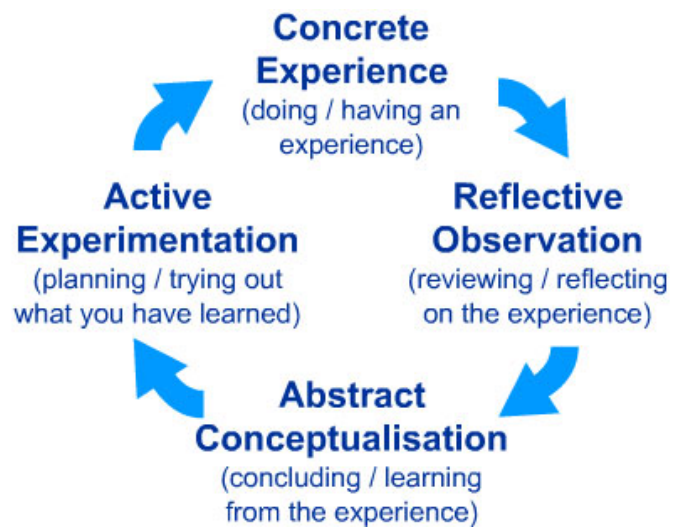 Concrete
Experience
(doing / having an
experience)
Reflective
Observation
(reviewing / reflecting
on the experience)
Abstract
Conceptualisation
(concluding / learning
from the experience)
Active
Experimentation
(planning / trying out
what you have learned)